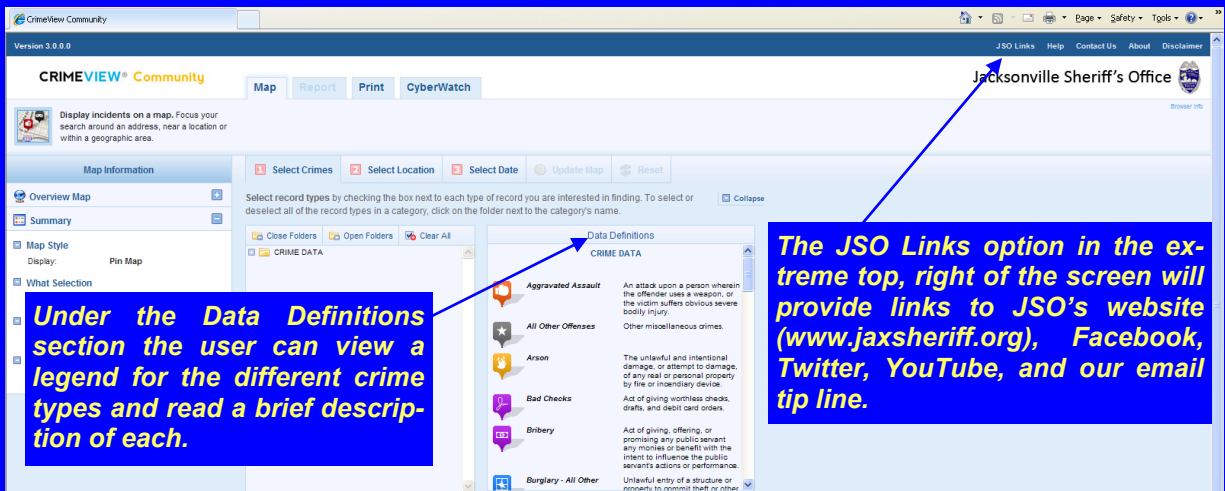 CrimeView Community
Page Safety Tools
Version 3.0.0.0
JSO Links Help Contact Us About Disclaimer
CRIMEVIEW® Community
Map Report Print CyberWatch
Jacksonville Sheriff's Office
Browser Info
Display incidents on a map. Focus your
search around an address, near a location or
within a geographic area.
Map Information
1 Select Crimes 2 Select Location 3 Select Date Update Map Reset
Overview Map
Summary
Map Style
Display: Pin Map
What Selection
Select record types by checking the box next to each type of record you are interested in finding. To select or
deselect all of the record types in a category, click on the folder next to the category's name.
Collapse
Close Folders Open Folders Clear All
CRIME DATA
Data Definitions
CRIME DATA
Aggravated Assault An attack upon a person wherein
the offender uses a weapon, or
the victim suffers obvious severe
bodily injury.
All Other Offenses Other miscellaneous crimes.
Arson The unlawful and intentional
damage, or attempt to damage,
of any real or personal property
by fire or incendiary device.
Bad Checks Act of giving worthless checks,
drafts, and debit card orders.
Bribery Act of giving, offering, or
promising any public servant
any monies or benefit with the
intent to influence the public
servant's actions or performance.
Burglary - All Other Unlawful entry of a structure or
property to commit theft or other
Under the Data Definitions
section the user can view a
legend for the different crime
types and read a brief descrip-
tion of each.
The JSO Links option in the ex-
treme top, right of the screen will
provide links to JSO's website
(www.jaxsheriff.org), Facebook,
Twitter, YouTube, and our email
tip line.